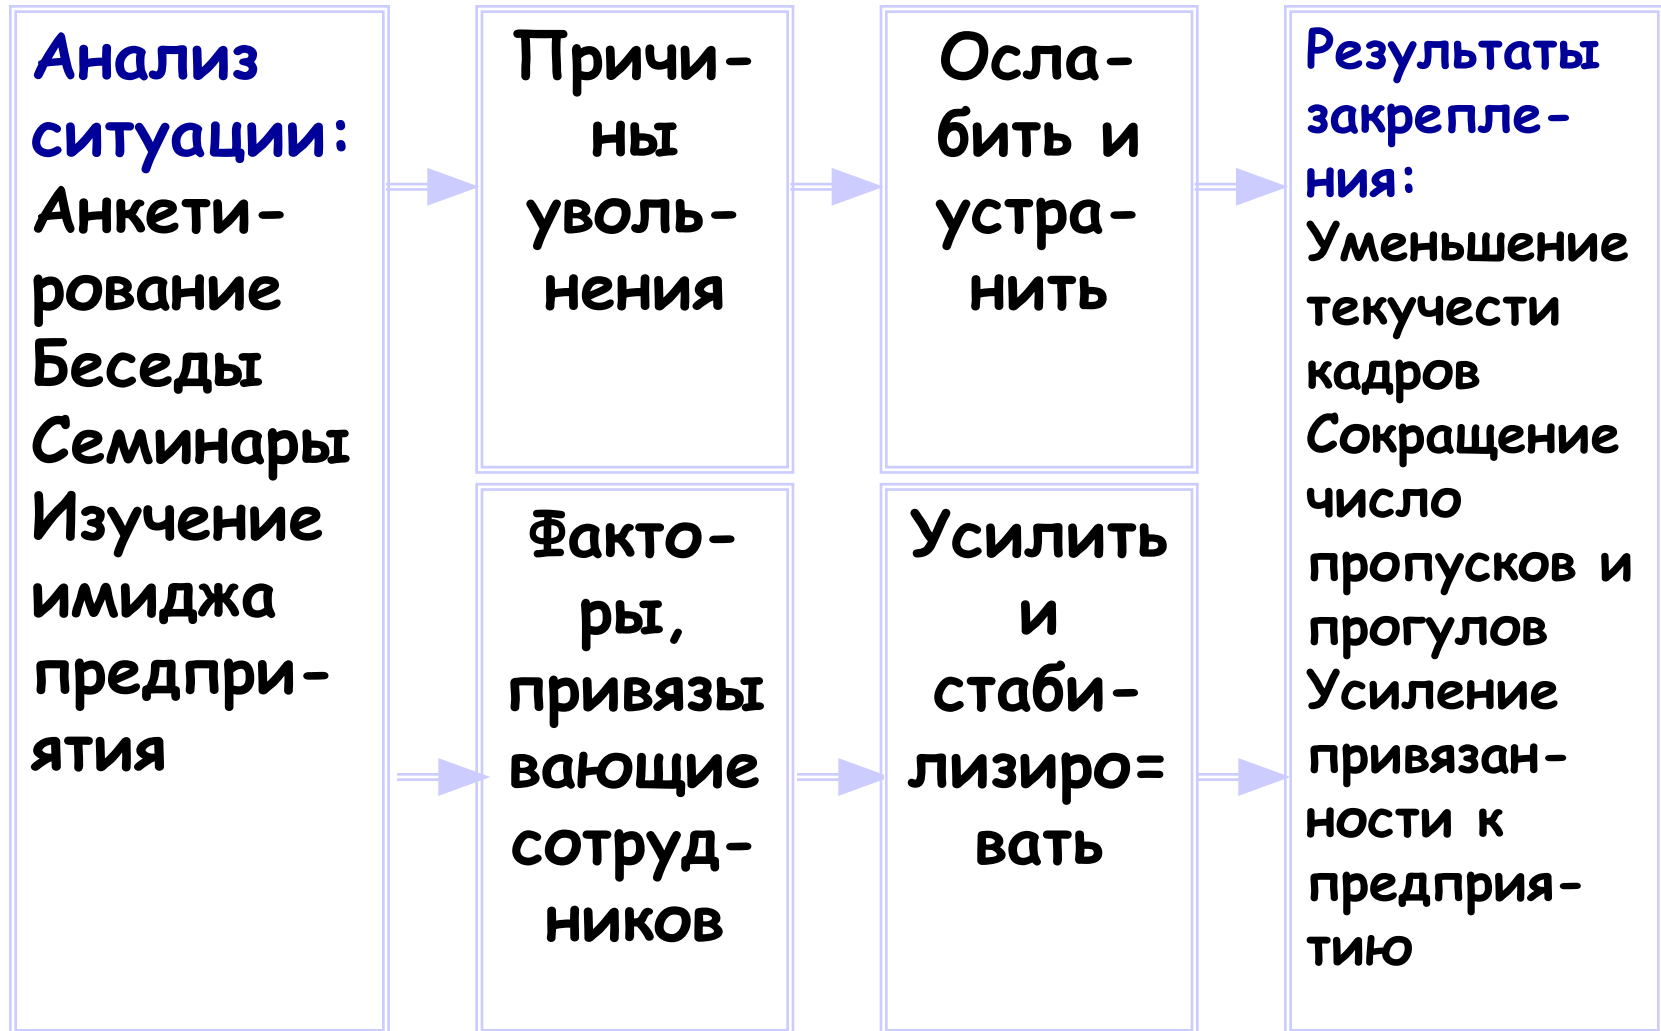 Анализ
ситуации:
Анкети-
рование
Беседы
Семинары
Изучение
имиджа
предпри-
ятия
Причи-
ны
уволь-
нения
Осла-
бить и
устра-
нить
Факто-
ры,
привязы
вающие
сотруд-
ников
Усилить
и
стаби-
лизиро=
вать
Результаты
закрепле-
ния:
Уменьшение
текучести
кадров
Сокращение
число
пропусков и
прогулов
Усиление
привязан-
ности к
предприя-
тию